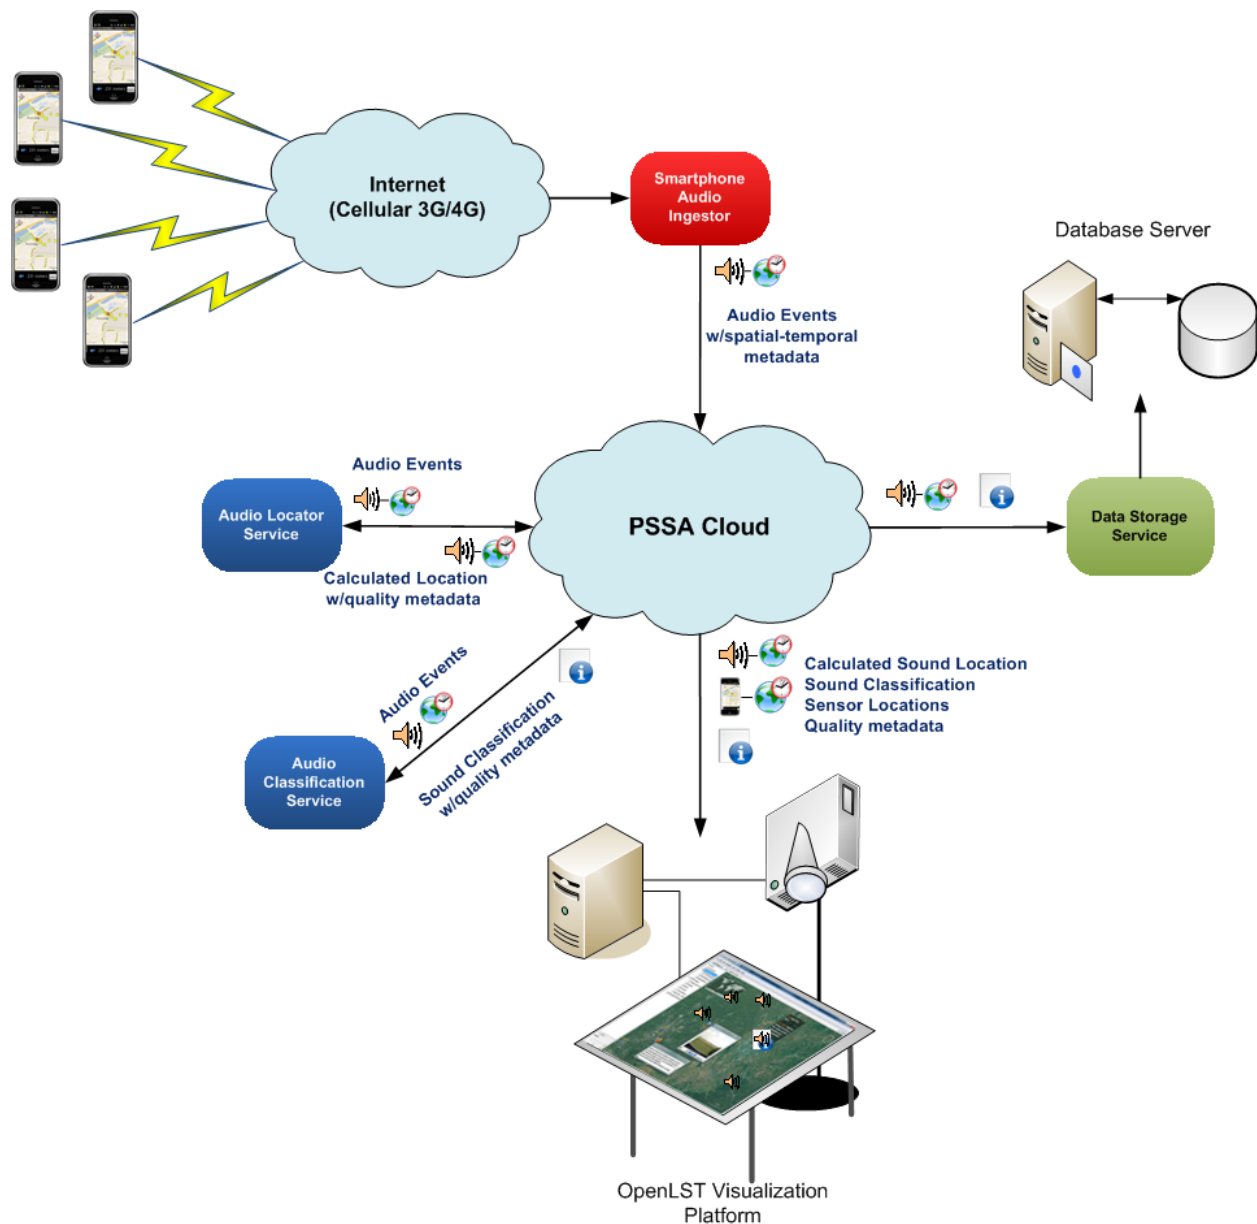 Internet
(Cellular 3G/4G)
Smartphone
Audio
Ingestor
Database Server
Audio Events
w/spatial-temporal
metadata
Audio Events
Audio Locator
Service
PSSA Cloud
Data Storage
Service
Calculated Location
w/quality metadata
Audio Events
Sound Classification
w/quality metadata
Calculated Sound Location
Sound Classification
Sensor Locations
Quality metadata
Audio
Classification
Service
OpenLST Visualization
Platform